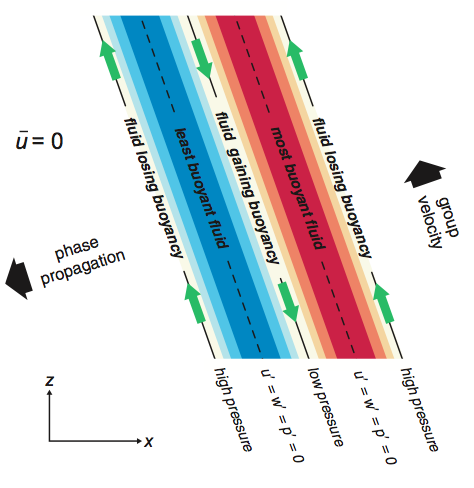 ū = 0
fluid losing buoyancy
least buoyant fluid
fluid gaining buoyancy
most buoyant fluid
fluid losing buoyancy
group
velocity
phase
propagation
z
x
high pressure
u' = w' = p' = 0
low pressure
u' = w' = p' = 0
high pressure